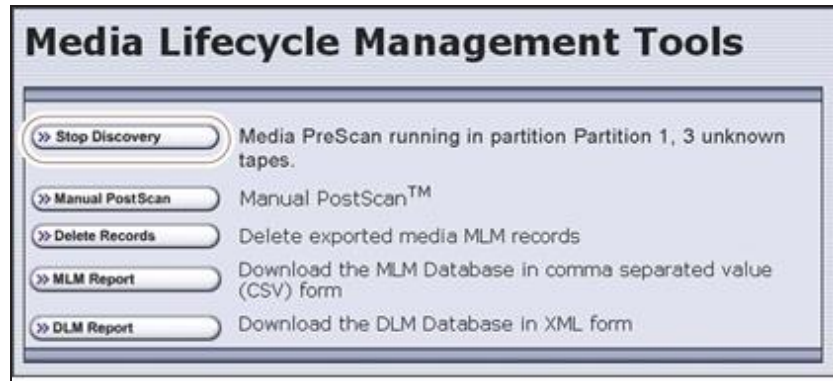 Media Lifecycle Management Tools
» Stop Discovery
Media PreScan running in partition Partition 1, 3 unknown
tapes.
» Manual PostScan
Manual PostScan™
» Delete Records
Delete exported media MLM records
» MLM Report
Download the MLM Database in comma separated value
(CSV) form
» DLM Report
Download the DLM Database in XML form